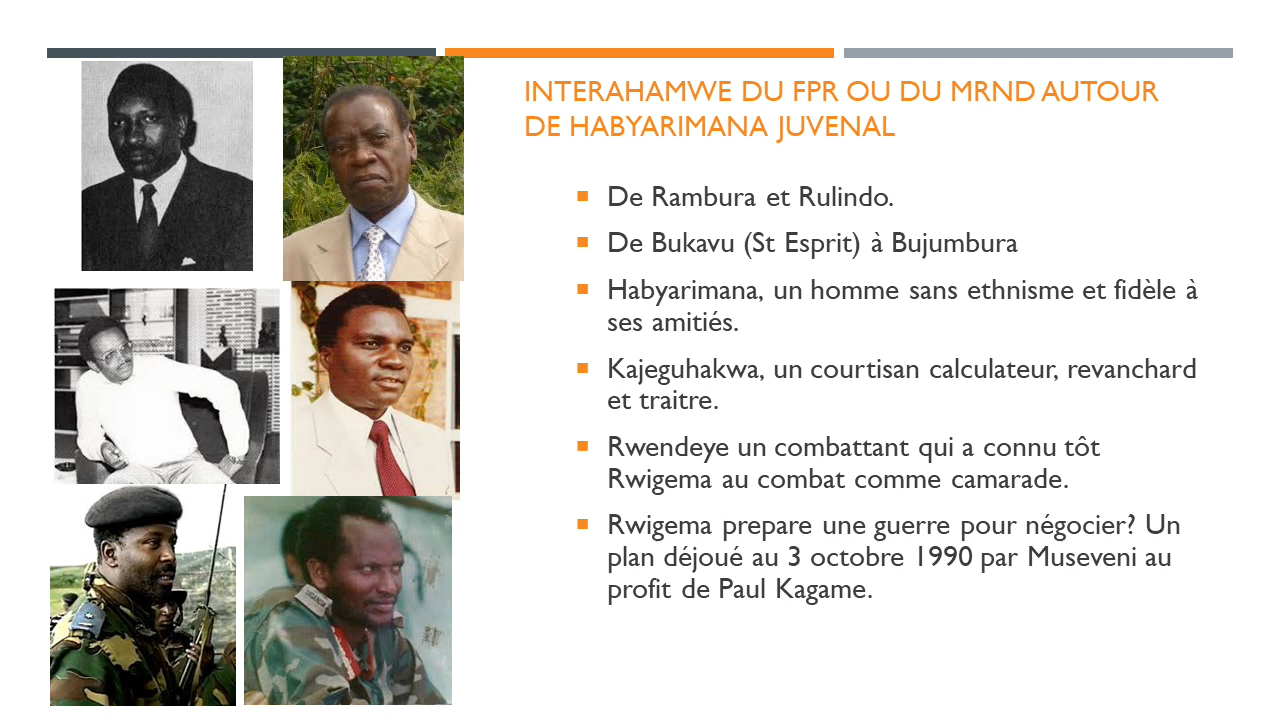 INTERAHAMWE DU FPR OU DU MRND AUTOUR
DE HABYARIMANA JUVENAL
De Rambura et Rulindo.
De Bukavu (St Esprit) à Bujumbura
Habyarimana, un homme sans ethnisme et fidèle à
ses amitiés.
Kajeguhakwa, un courtisan calculateur, revanchard
et traitre.
Rwendeye un combattant qui a connu tôt
Rwigema au combat comme camarade.
Rwigema prepare une guerre pour négocier? Un
plan déjoué au 3 octobre 1990 par Museveni au
profit de Paul Kagame.
UGANDA